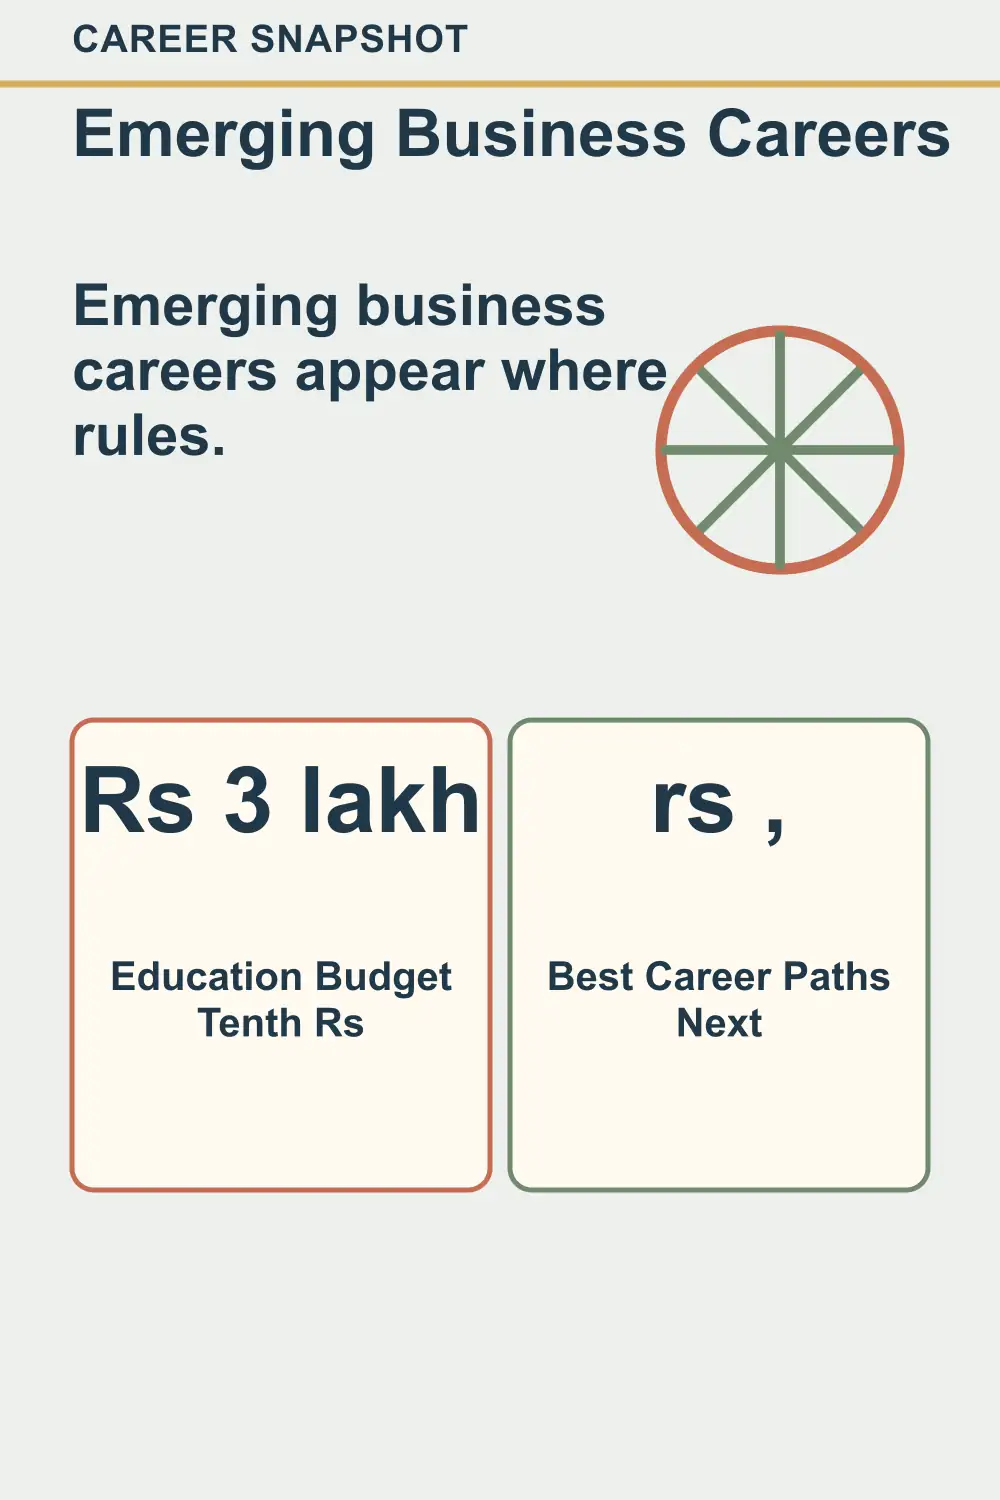 CAREER SNAPSHOT
Emerging Business Careers
Emerging business
careers appear where
rules.
Rs 3 lakh
Education Budget
Tenth Rs
rs ,
Best Career Paths
Next